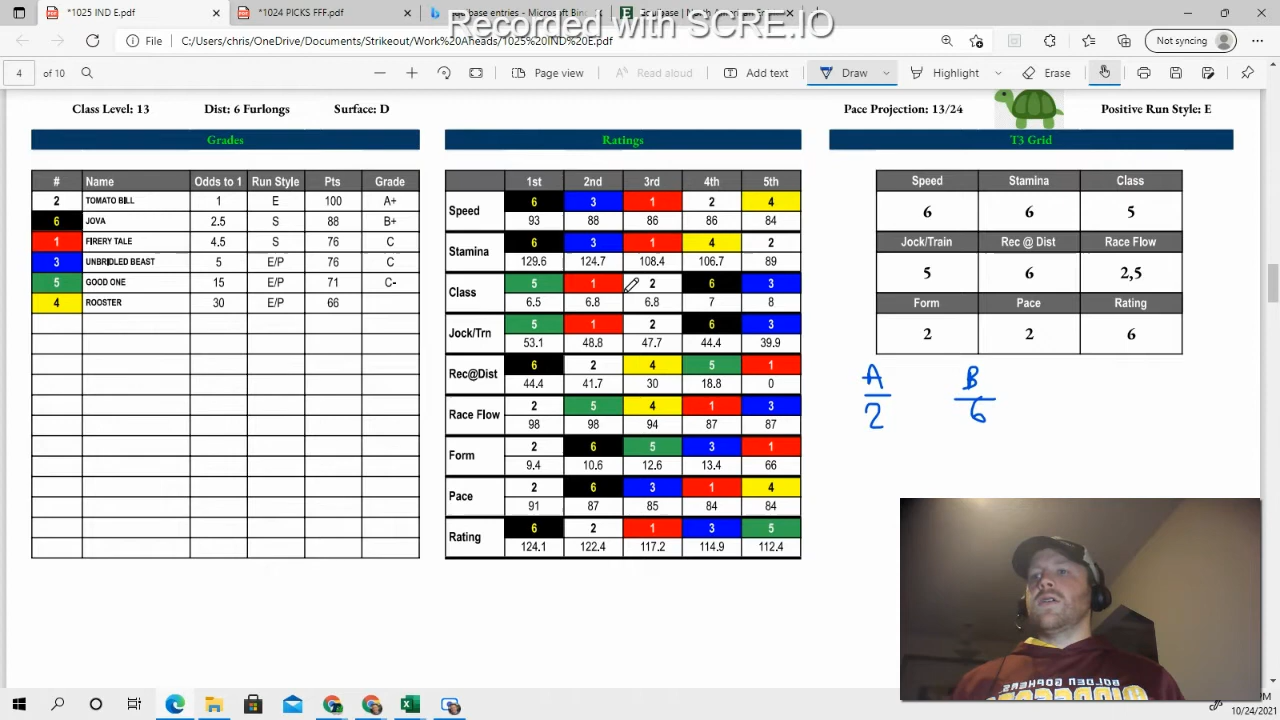 *1025 IND E.pdf
*1024 PICKS FFF.pdf
Recorded with SCRE.IO
File C:/Users/chris/OneDrive/Documents/Strikeout/Work%20Aheads/1025%20IND%20E.pdf Not syncing
4 of 10 Page view Read aloud Add text Draw Highlight Erase
Class Level: 13 Dist: 6 Furlongs Surface: D Pace Projection: 13/24 Positive Run Style: E
Grades
# Name Odds to 1 Run Style Pts Grade
2 TOMATO BILL 1 E 100 A+
6 JOVA 2.5 S 88 B+
1 FIRERY TALE 4.5 S 76 C
3 UNBRIDLED BEAST 5 E/P 76 C
5 GOOD ONE 15 E/P 71 C-
4 ROOSTER 30 E/P 66
Ratings
1st 2nd 3rd 4th 5th
Speed 6 3 1 2 4
93 88 86 86 84
Stamina 6 3 1 4 2
129.6 124.7 108.4 106.7 89
Class 5 1 2 6 3
6.5 6.8 6.8 7 8
Jock/Trn 5 1 2 6 3
53.1 48.8 47.7 44.4 39.9
Rec@Dist 6 2 4 5 1
44.4 41.7 30 18.8 0
Race Flow 2 5 4 1 3
98 98 94 87 87
Form 2 6 5 3 1
9.4 10.6 12.6 13.4 66
Pace 2 6 3 1 4
91 87 85 84 84
Rating 6 2 1 3 5
124.1 122.4 117.2 114.9 112.4
T3 Grid
Speed Stamina Class
6 6 5
Jock/Train Rec @ Dist Race Flow
5 6 2,5
Form Pace Rating
2 2 6
A B
2 6
10/24/2021